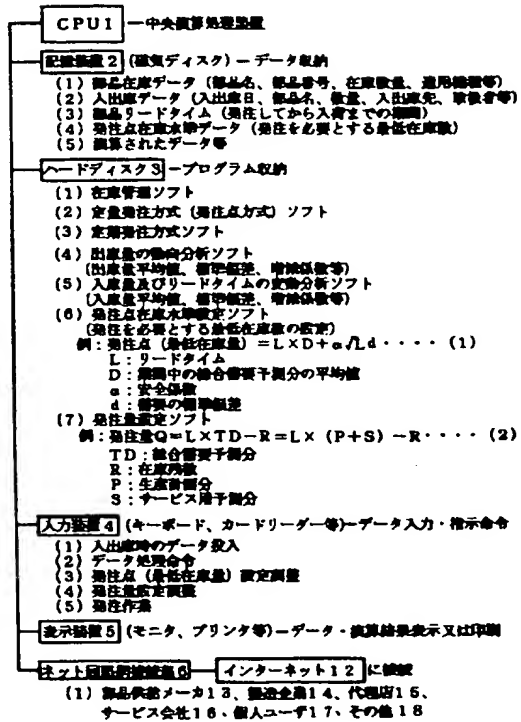 CPU1 ー中央演算処理装置
記憶装置2 (磁気ディスク) ーデータ収納
(1) 部品在庫データ (部品名、部品番号、在庫数量、適用機種等)
(2) 入出庫データ (入出庫日、部品名、数量、入出庫先、取扱者等)
(3) 部品リードタイム (発注してから入荷までの期間)
(4) 発注点在庫水準データ (発注を必要とする最低在庫数)
(5) 演算されたデータ等
ハードディスク3 ープログラム収納
(1) 在庫管理ソフト
(2) 定量発注方式 (発注点方式) ソフト
(3) 定期発注方式ソフト
(4) 出庫量の動向分析ソフト
(出庫量平均値、標準偏差、増減係数等)
(5) 入庫量及びリードタイムの変動分析ソフト
(入庫量平均値、標準偏差、増減係数等)
(6) 発注点在庫水準設定ソフト
(発注を必要とする最低在庫数の設定)
例:発注点 (最低在庫量) =L×D+α√Ld・・・・ (1)
L:リードタイム
D:期間中の総合需要予測分の平均値
α:安全係数
d:需要の標準偏差
(7) 発注量設定ソフト
例:発注量Q=L×TD-R=L× (P+S) -R・・・・ (2)
TD:総合需要予測分
R:在庫残数
P:生産計画分
S:サービス用予測分
入力装置4 (キーボード、カードリーダー等)ーデータ入力・指示命令
(1) 入出庫時のデータ投入
(2) データ処理命令
(3) 発注点 (最低在庫量) 設定調整
(4) 発注量設定調整
(5) 発注作業
表示装置5 (モニタ、プリンタ等) ーデータ・演算結果表示又は印刷
ネット回路網接続器6 インターネット12 に接続
(1) 部品供給メーカ13、製造企業14、代理店15、
サービス会社16、個人ユーザ17、その他18